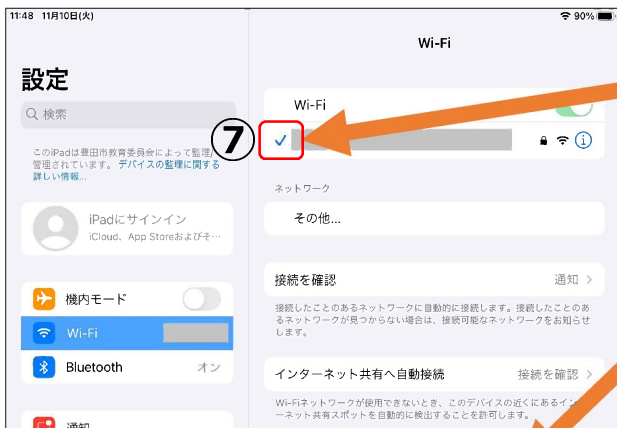 11:48 11月10日(火)
90%
Wi-Fi
設定
検索
Wi-Fi
⑦
このiPadは豊田市教育委員会によって監理/
管理されています。デバイスの監理に関する
詳しい情報...
ネットワーク
その他...
iPadにサインイン
iCloud、App Storeおよびそ…
接続を確認
通知
機内モード
接続したことのあるネットワークに自動的に接続します。接続したことのあ
るネットワークが見つからない場合は、接続可能なネットワークをお知らせ
します。
Wi-Fi
Bluetooth
オン
インターネット共有へ自動接続
接続を確認
Wi-Fiネットワークが使用できないとき、このデバイスの近くにあるイン
ーネット共有スポットを自動的に検出することを許可します。
通知